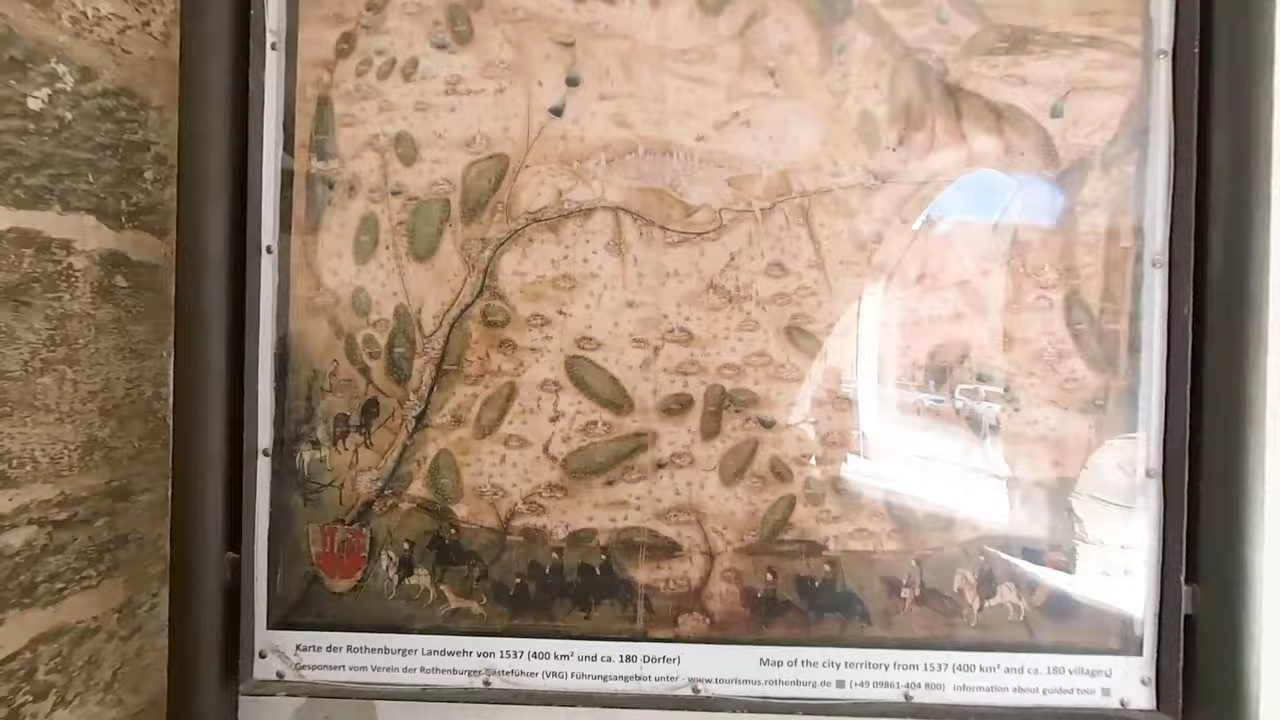 Karte der Rothenburger Landwehr von 1537 (400 km² und ca. 180 Dörfer)
Map of the city territory from 1537 (400 km² and ca. 180 villages)
Gesponsert vom Verein der Rothenburger Gästeführer (VRG) Führungsangebot unter - www.tourismus.rothenburg.de (+49 09861-404 800) Information about guided tour